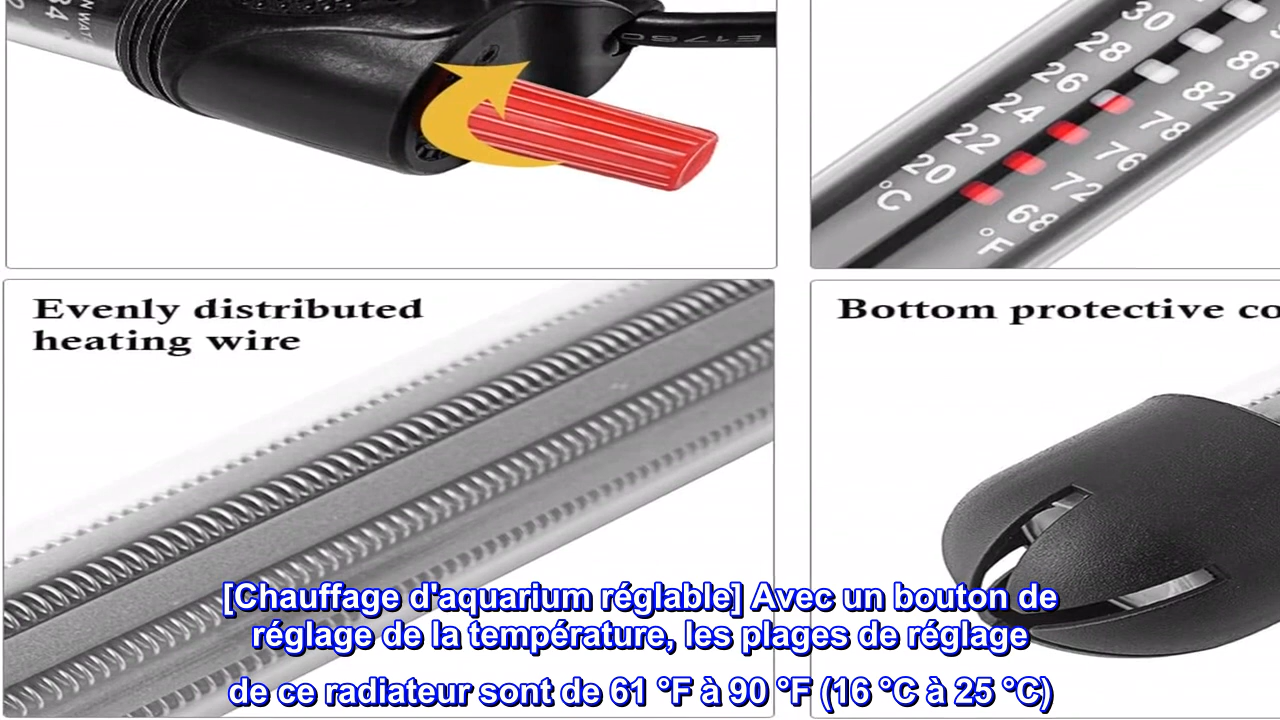 E1780
30
28
26
24
22
20
°C
86
82
78
76
72
68
°F
Evenly distributed
heating wire
Bottom protective co
[Chauffage d'aquarium réglable] Avec un bouton de
réglage de la température, les plages de réglage
de ce radiateur sont de 61 °F à 90 °F (16 °C à 25 °C)